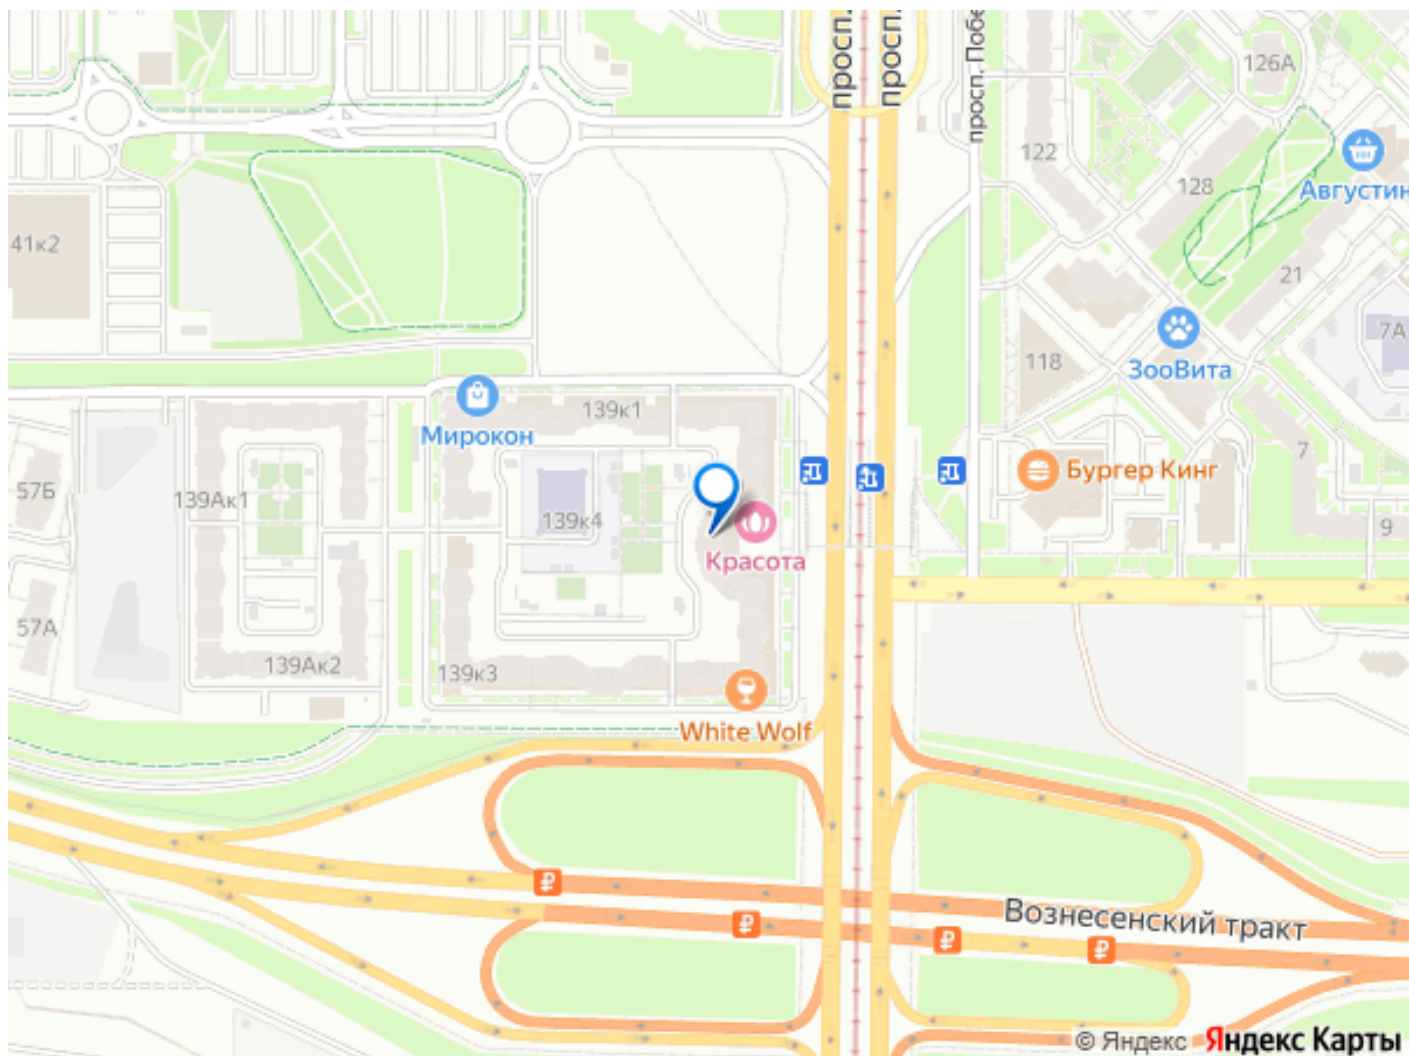 просп.
просп.
просп. Побе
126А
122
128
Августин
41к2
21
7А
118
ЗооВита
139к1
Мирокон
7
Бургер Кинг
57Б
139Ак1
139к4
9
Красота
57А
139Ак2
139к3
White Wolf
Вознесенский тракт
© Яндекс Яндекс Карты